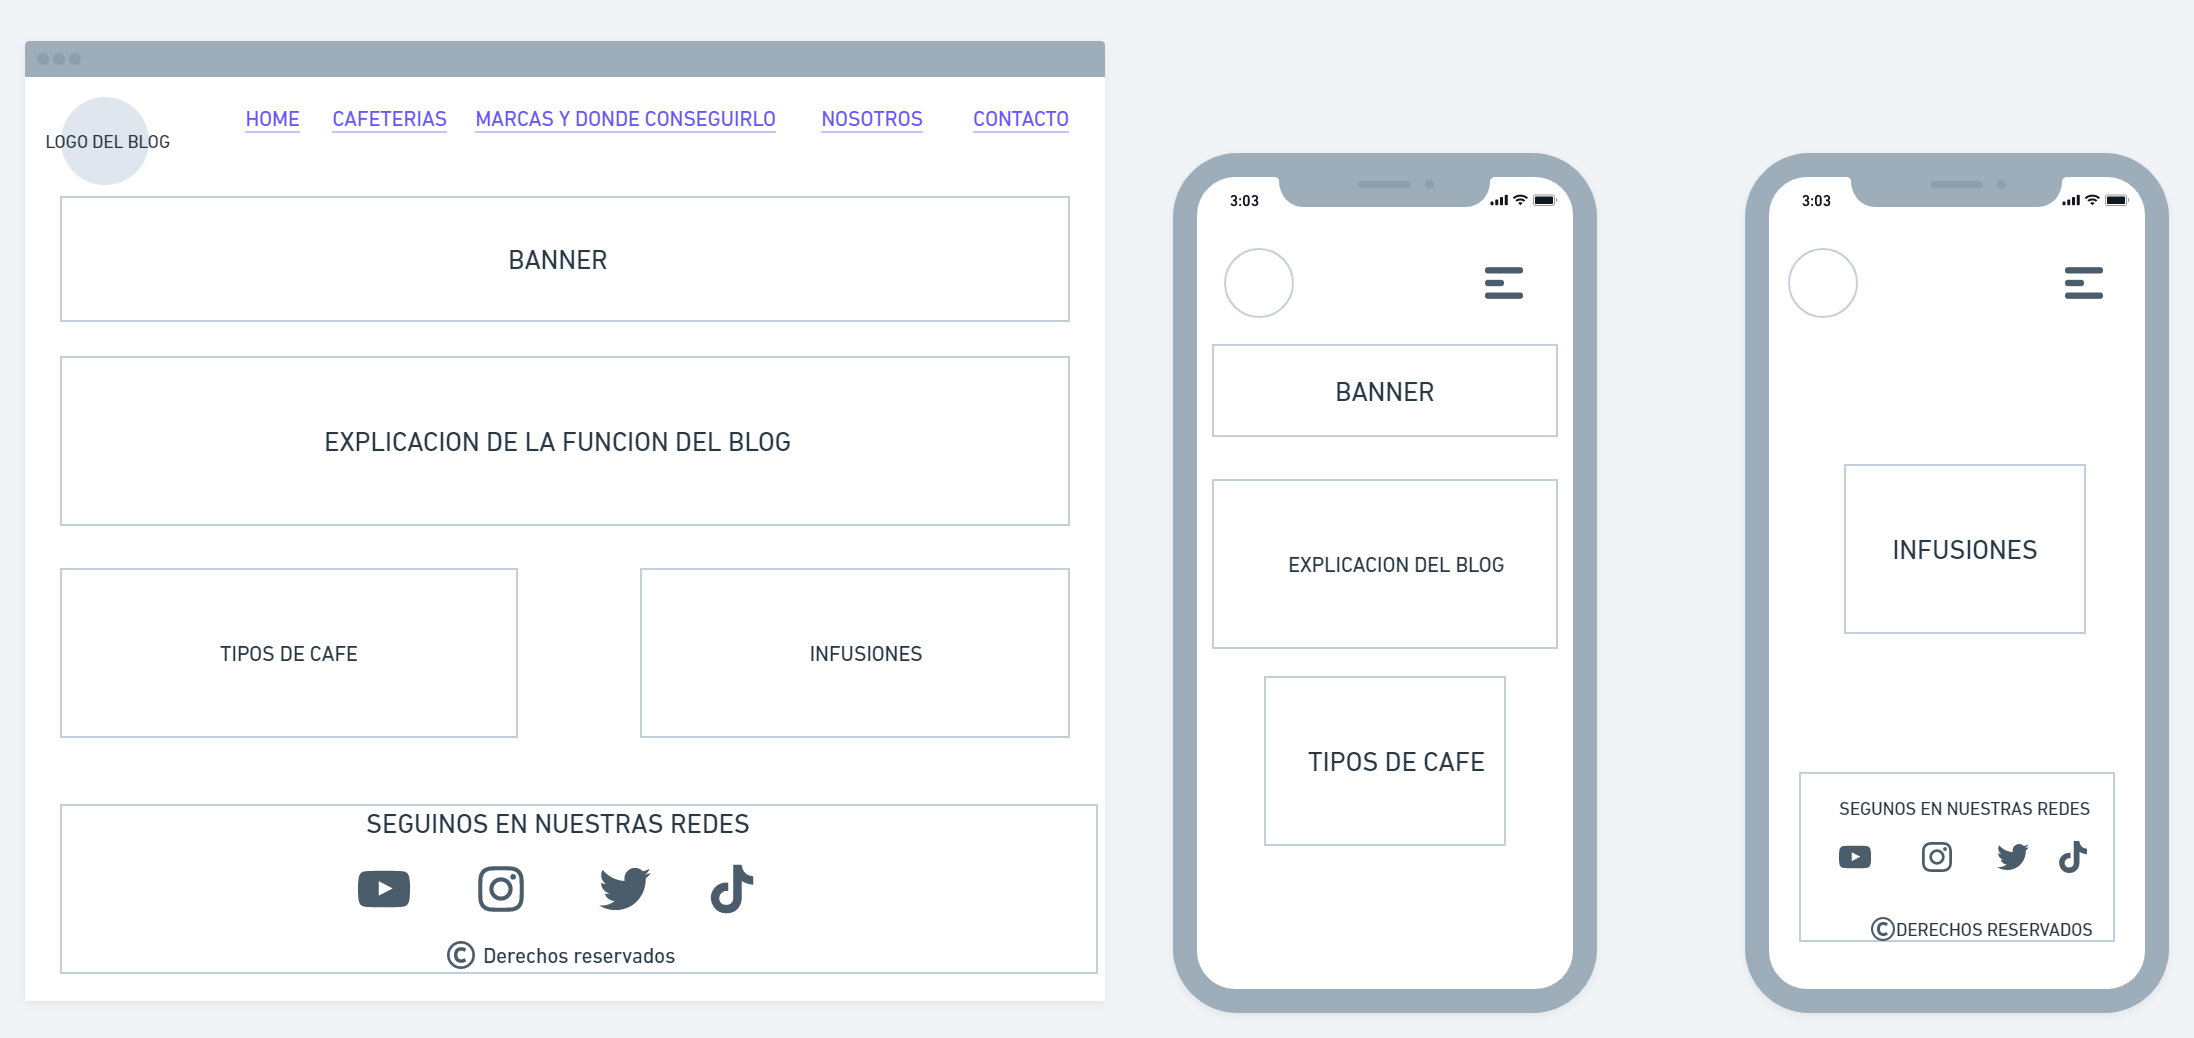 LOGO DEL BLOG
HOME
CAFETERIAS
MARCAS Y DONDE CONSEGUIRLO
NOSOTROS
CONTACTO
BANNER
EXPLICACION DE LA FUNCION DEL BLOG
TIPOS DE CAFE
INFUSIONES
SEGUINOS EN NUESTRAS REDES
© Derechos reservados
3:03
BANNER
EXPLICACION DEL BLOG
TIPOS DE CAFE
3:03
INFUSIONES
SEGUNOS EN NUESTRAS REDES
©DERECHOS RESERVADOS